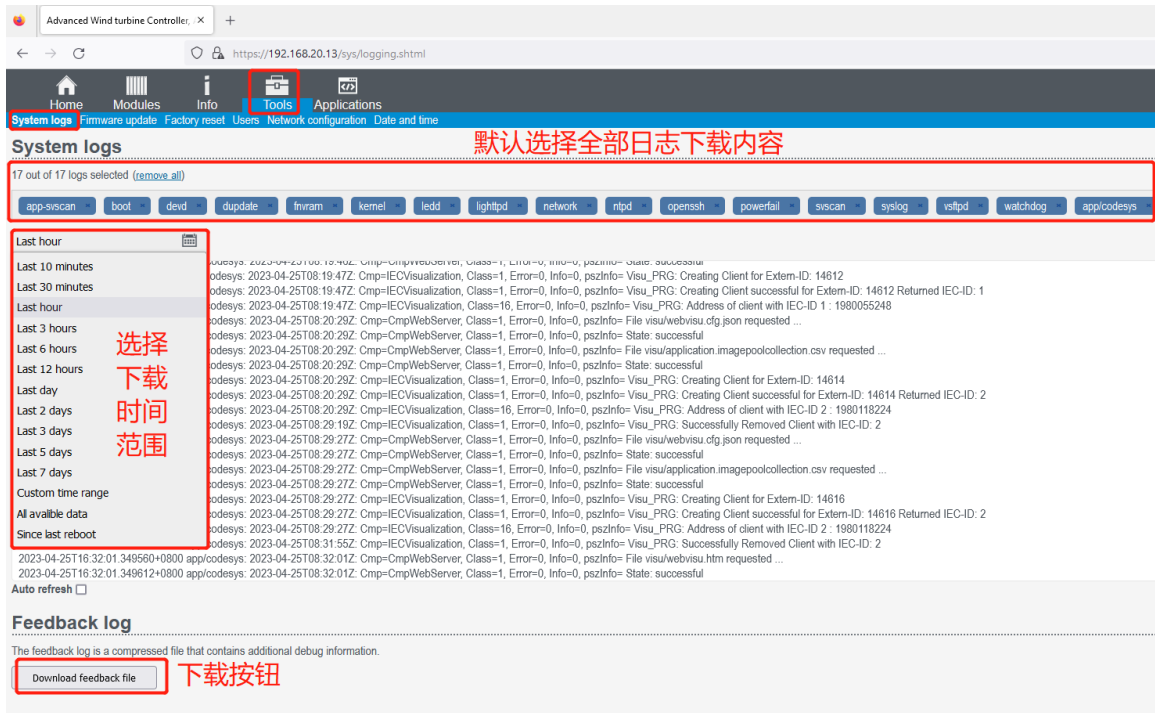 Advanced Wind turbine Controller,
https://192.168.20.13/sys/logging.shtml
Home Modules Info Tools Applications
System logs Firmware update Factory reset Users Network configuration Date and time
System logs
默认选择全部日志下载内容
17 out of 17 logs selected (remove all)
app-svscan boot devd dupdate fnvram kernel ledd lighttpd network ntpd openssh powerfail svscan syslog vsftpd watchdog app/codesys
Last hour
Last 10 minutes
Last 30 minutes
Last hour
Last 3 hours
Last 6 hours
Last 12 hours
Last day
Last 2 days
Last 3 days
Last 5 days
Last 7 days
Custom time range
All avalible data
Since last reboot
选择
下载
时间
范围
odesys: 2023-04-25T08:19:46Z: Cmp=CmpWebServer, Class=1, Error=0, Info=0, pszInfo= State: successful
odesys: 2023-04-25T08:19:47Z: Cmp=IECVisualization, Class=1, Error=0, Info=0, pszInfo= Visu_PRG: Creating Client for Extern-ID: 14612
odesys: 2023-04-25T08:19:47Z: Cmp=IECVisualization, Class=1, Error=0, Info=0, pszInfo= Visu_PRG: Creating Client successful for Extern-ID: 14612 Returned IEC-ID: 1
odesys: 2023-04-25T08:19:47Z: Cmp=IECVisualization, Class=16, Error=0, Info=0, pszInfo= Visu_PRG: Address of client with IEC-ID 1 : 1980055248
odesys: 2023-04-25T08:20:29Z: Cmp=CmpWebServer, Class=1, Error=0, Info=0, pszInfo= File visu/webvisu.cfg.json requested ...
odesys: 2023-04-25T08:20:29Z: Cmp=CmpWebServer, Class=1, Error=0, Info=0, pszInfo= State: successful
odesys: 2023-04-25T08:20:29Z: Cmp=CmpWebServer, Class=1, Error=0, Info=0, pszInfo= File visu/application.imagepoolcollection.csv requested ...
odesys: 2023-04-25T08:20:29Z: Cmp=CmpWebServer, Class=1, Error=0, Info=0, pszInfo= State: successful
odesys: 2023-04-25T08:20:29Z: Cmp=IECVisualization, Class=1, Error=0, Info=0, pszInfo= Visu_PRG: Creating Client for Extern-ID: 14614
odesys: 2023-04-25T08:20:29Z: Cmp=IECVisualization, Class=1, Error=0, Info=0, pszInfo= Visu_PRG: Creating Client successful for Extern-ID: 14614 Returned IEC-ID: 2
odesys: 2023-04-25T08:20:29Z: Cmp=IECVisualization, Class=16, Error=0, Info=0, pszInfo= Visu_PRG: Address of client with IEC-ID 2 : 1980118224
odesys: 2023-04-25T08:29:19Z: Cmp=IECVisualization, Class=1, Error=0, Info=0, pszInfo= Visu_PRG: Successfully Removed Client with IEC-ID: 2
odesys: 2023-04-25T08:29:27Z: Cmp=CmpWebServer, Class=1, Error=0, Info=0, pszInfo= File visu/webvisu.cfg.json requested ...
odesys: 2023-04-25T08:29:27Z: Cmp=CmpWebServer, Class=1, Error=0, Info=0, pszInfo= State: successful
odesys: 2023-04-25T08:29:27Z: Cmp=CmpWebServer, Class=1, Error=0, Info=0, pszInfo= File visu/application.imagepoolcollection.csv requested ...
odesys: 2023-04-25T08:29:27Z: Cmp=CmpWebServer, Class=1, Error=0, Info=0, pszInfo= State: successful
odesys: 2023-04-25T08:29:27Z: Cmp=IECVisualization, Class=1, Error=0, Info=0, pszInfo= Visu_PRG: Creating Client for Extern-ID: 14616
odesys: 2023-04-25T08:29:27Z: Cmp=IECVisualization, Class=1, Error=0, Info=0, pszInfo= Visu_PRG: Creating Client successful for Extern-ID: 14616 Returned IEC-ID: 2
odesys: 2023-04-25T08:29:27Z: Cmp=IECVisualization, Class=16, Error=0, Info=0, pszInfo= Visu_PRG: Address of client with IEC-ID 2 : 1980118224
odesys: 2023-04-25T08:31:55Z: Cmp=IECVisualization, Class=1, Error=0, Info=0, pszInfo= Visu_PRG: Successfully Removed Client with IEC-ID: 2
2023-04-25T16:32:01.349560+0800 app/codesys: 2023-04-25T08:32:01Z: Cmp=CmpWebServer, Class=1, Error=0, Info=0, pszInfo= File visu/webvisu.htm requested ...
2023-04-25T16:32:01.349612+0800 app/codesys: 2023-04-25T08:32:01Z: Cmp=CmpWebServer, Class=1, Error=0, Info=0, pszInfo= State: successful
Auto refresh
Feedback log
The feedback log is a compressed file that contains additional debug information.
Download feedback file
下载按钮